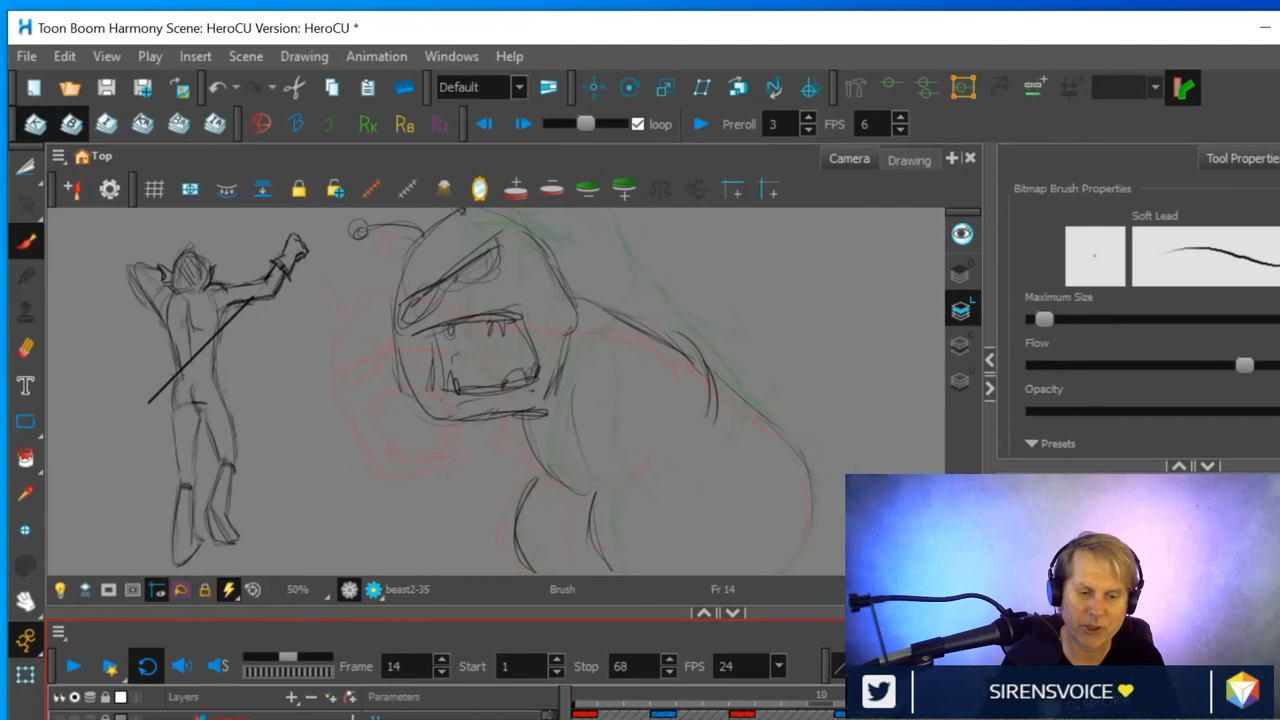 Toon Boom Harmony Scene: HeroCU Version: HeroCU *
File Edit View Play Insert Scene Drawing Animation Windows Help
Default
loop Preroll 3 FPS 6
Top Camera Drawing Tool Propertie
Bitmap Brush Properties
Soft Lead
Maximum Size
Flow
Opacity
Presets
50% beast2-35 Brush Fr 14
Frame 14 Start 1 Stop 68 FPS 24
Layers Parameters 10
SIRENSVOICE